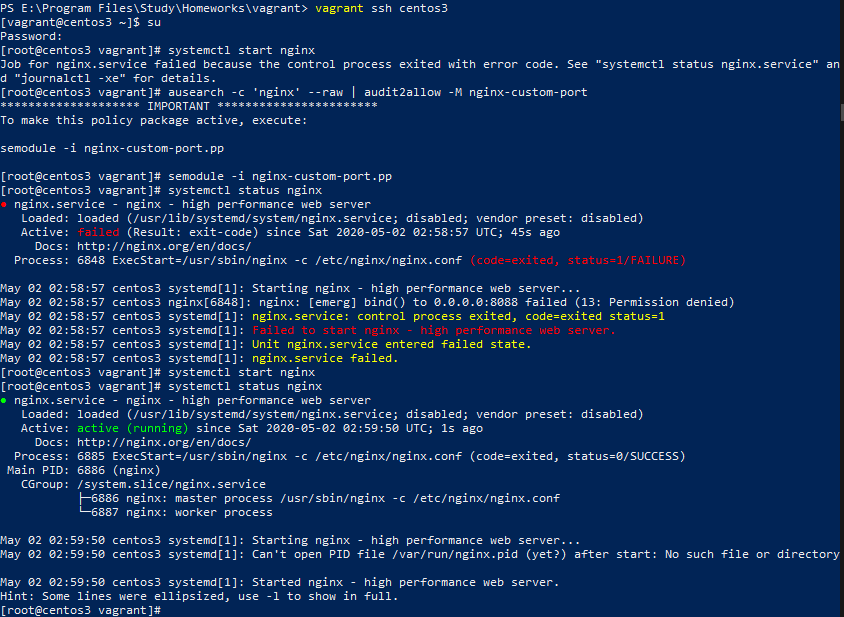 PS E:\Program Files\Study\Homeworks\vagrant> vagrant ssh centos3
[vagrant@centos3 ~]$ su
Password:
[root@centos3 vagrant]# systemctl start nginx
Job for nginx.service failed because the control process exited with error code. See "systemctl status nginx.service" an
d "journalctl -xe" for details.
[root@centos3 vagrant]# ausearch -c 'nginx' --raw | audit2allow -M nginx-custom-port
******************** IMPORTANT ***********************
To make this policy package active, execute:

semodule -i nginx-custom-port.pp

[root@centos3 vagrant]# semodule -i nginx-custom-port.pp
[root@centos3 vagrant]# systemctl status nginx
● nginx.service - nginx - high performance web server
   Loaded: loaded (/usr/lib/systemd/system/nginx.service; disabled; vendor preset: disabled)
   Active: failed (Result: exit-code) since Sat 2020-05-02 02:58:57 UTC; 45s ago
     Docs: http://nginx.org/en/docs/
  Process: 6848 ExecStart=/usr/sbin/nginx -c /etc/nginx/nginx.conf (code=exited, status=1/FAILURE)

May 02 02:58:57 centos3 systemd[1]: Starting nginx - high performance web server...
May 02 02:58:57 centos3 nginx[6848]: nginx: [emerg] bind() to 0.0.0.0:8088 failed (13: Permission denied)
May 02 02:58:57 centos3 systemd[1]: nginx.service: control process exited, code=exited status=1
May 02 02:58:57 centos3 systemd[1]: Failed to start nginx - high performance web server.
May 02 02:58:57 centos3 systemd[1]: Unit nginx.service entered failed state.
May 02 02:58:57 centos3 systemd[1]: nginx.service failed.
[root@centos3 vagrant]# systemctl start nginx
[root@centos3 vagrant]# systemctl status nginx
● nginx.service - nginx - high performance web server
   Loaded: loaded (/usr/lib/systemd/system/nginx.service; disabled; vendor preset: disabled)
   Active: active (running) since Sat 2020-05-02 02:59:50 UTC; 1s ago
     Docs: http://nginx.org/en/docs/
  Process: 6885 ExecStart=/usr/sbin/nginx -c /etc/nginx/nginx.conf (code=exited, status=0/SUCCESS)
 Main PID: 6886 (nginx)
   CGroup: /system.slice/nginx.service
           ├─6886 nginx: master process /usr/sbin/nginx -c /etc/nginx/nginx.conf
           └─6887 nginx: worker process

May 02 02:59:50 centos3 systemd[1]: Starting nginx - high performance web server...
May 02 02:59:50 centos3 systemd[1]: Can't open PID file /var/run/nginx.pid (yet?) after start: No such file or directory

May 02 02:59:50 centos3 systemd[1]: Started nginx - high performance web server.
Hint: Some lines were ellipsized, use -l to show in full.
[root@centos3 vagrant]#